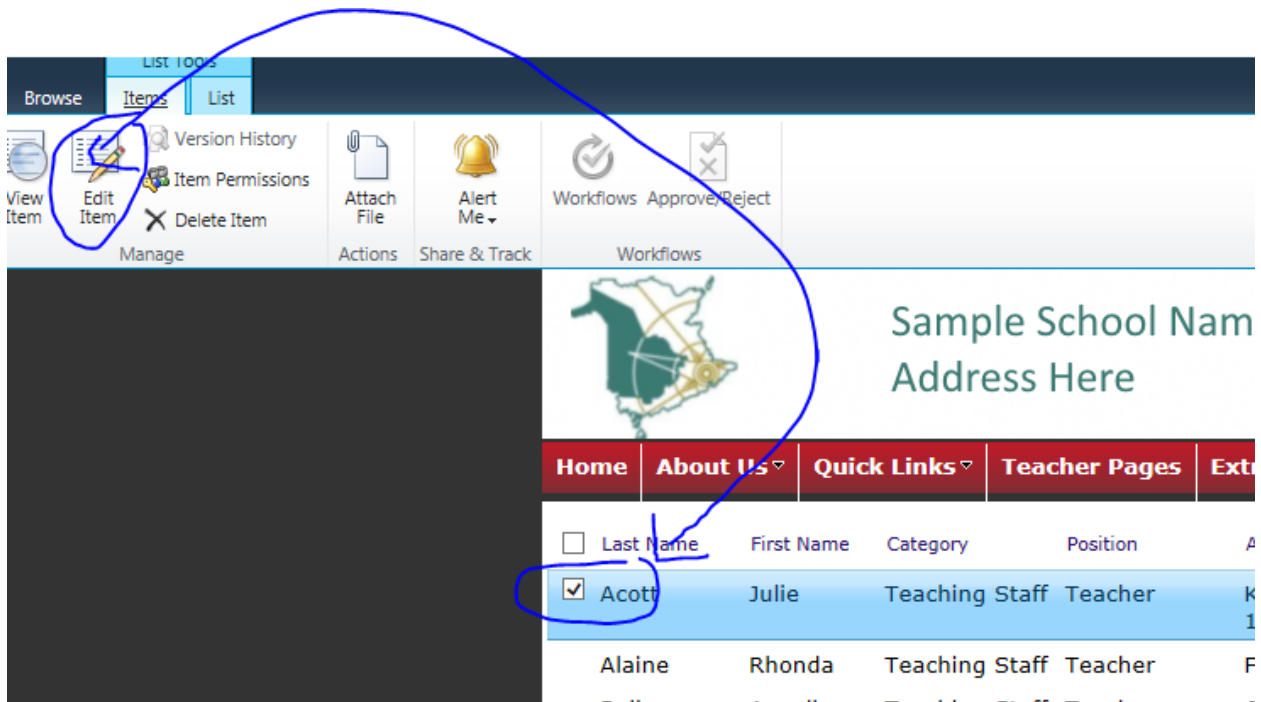 List Tools
Browse Items List
Version History
Item Permissions
Delete Item
View Item
Edit Item
Attach File
Alert Me
Workflows Approve/Reject
Manage Actions Share & Track Workflows
Sample School Nam
Address Here
Home About Us Quick Links Teacher Pages Extr
Last Name First Name Category Position A
Acott Julie Teaching Staff Teacher K
1
Alaine Rhonda Teaching Staff Teacher F